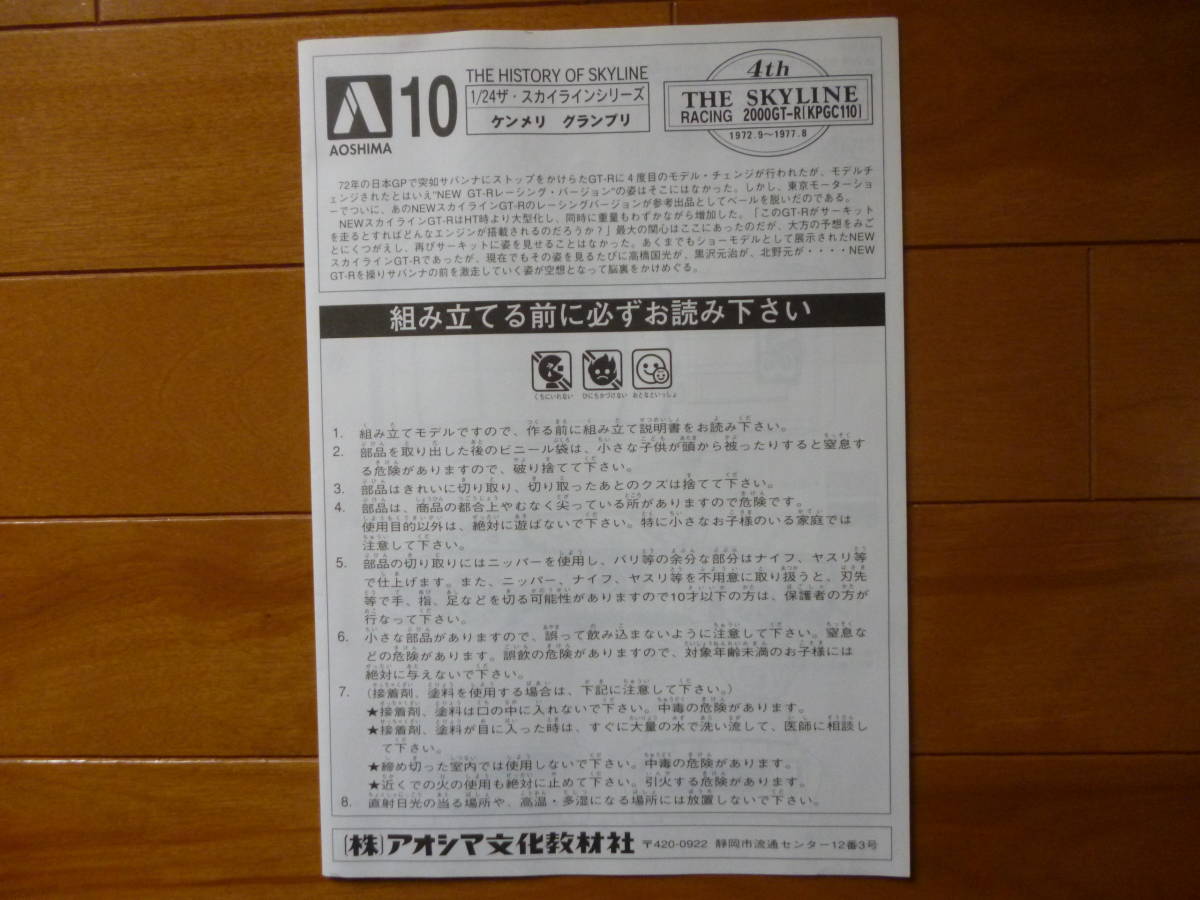 AOSHIMA
10
THE HISTORY OF SKYLINE
1/24ザ・スカイラインシリーズ
ケンメリ グランプリ
4th
THE SKYLINE
RACING 2000GT-R(KPGC110)
1972.9〜1977.8
72年の日本GPで突如サバンナにストップをかけらたGT-Rに4度目のモデル・チェンジが行われたが、モデルチ
ェンジされたとはいえ"NEW GT-Rレーシング・バージョン"の姿はそこにはなかった。しかし、東京モーターショ
ーでついに、あのNEWスカイラインGT-Rのレーシングバージョンが参考出品としてベールを脱いだのである。
NEWスカイラインGT-RはHT時より大型化し、同時に重量もわずかながら増加した。「このGT-Rがサーキット
を走るとすればどんなエンジンが搭載されるのだろうか？」最大の関心はここにあったのだが、大方の予想をみご
とにくつがえし、再びサーキットに姿を見せることはなかった。あくまでもショーモデルとして展示されたNEW
スカイラインGT-Rであったが、現在でもその姿を見るたびに高橋国光が、黒沢元治が、北野元が・・・・NEW
GT-Rを操りサバンナの前を激走していく姿が空想となって脳裏をかけめぐる。
組み立てる前に必ずお読み下さい
くちにいれない ひにちかづけない おとなといっしょ
1. 組み立てモデルですので、作る前に組み立て説明書をお読み下さい。
2. 部品を取り出した後のビニール袋は、小さな子供が頭から被ったりすると窒息す
る危険がありますので、破り捨てて下さい。
3. 部品はきれいに切り取り、切り取ったあとのクズは捨てて下さい。
4. 部品は、商品の都合上やむなく尖っている所がありますので危険です。
使用目的以外は、絶対に遊ばないで下さい。特に小さなお子様のいる家庭では
注意して下さい。
5. 部品の切り取りにはニッパーを使用し、バリ等の余分な部分はナイフ、ヤスリ等
で仕上げます。また、ニッパー、ナイフ、ヤスリ等を不用意に取り扱うと、刃先
等で手、指、足などを切る可能性がありますので10才以下の方は、保護者の方が
行なって下さい。
6. 小さな部品がありますので、誤って飲み込まないように注意して下さい。窒息な
どの危険があります。誤飲の危険がありますので、対象年齢未満のお子様には
絶対に与えないで下さい。
7. (接着剤、塗料を使用する場合は、下記に注意して下さい。)
★接着剤、塗料は口の中に入れないで下さい。中毒の危険があります。
★接着剤、塗料が目に入った時は、すぐに大量の水で洗い流して、医師に相談し
て下さい。
★締め切った室内では使用しないで下さい。中毒の危険があります。
★近くでの火の使用も絶対に止めて下さい。引火する危険があります。
8. 直射日光の当る場所や、高温・多湿になる場所には放置しないで下さい。
(株)アオシマ文化教材社 〒420-0922 静岡市流通センター12番3号